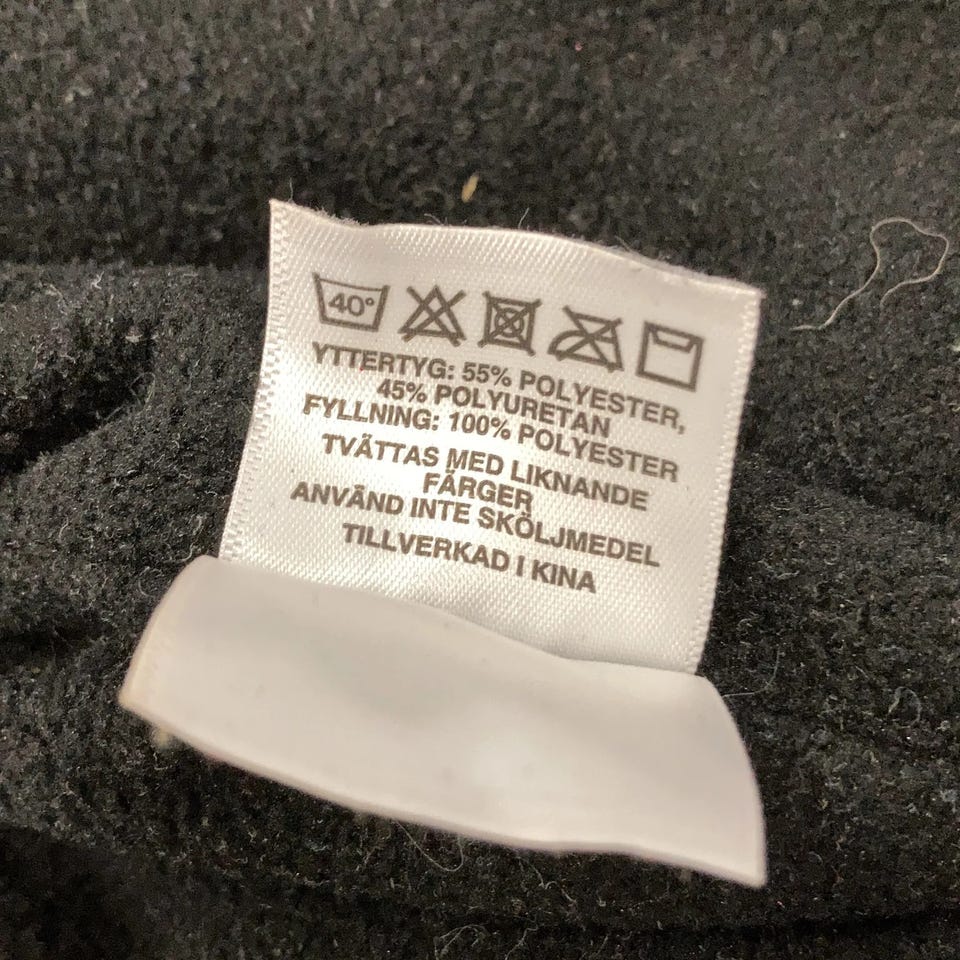 40°
YTTERTYG: 55% POLYESTER,
45% POLYURETAN
FYLLNING: 100% POLYESTER
TVÄTTAS MED LIKNANDE
FÄRGER
ANVÄND INTE SKÖLJMEDEL
TILLVERKAD I KINA